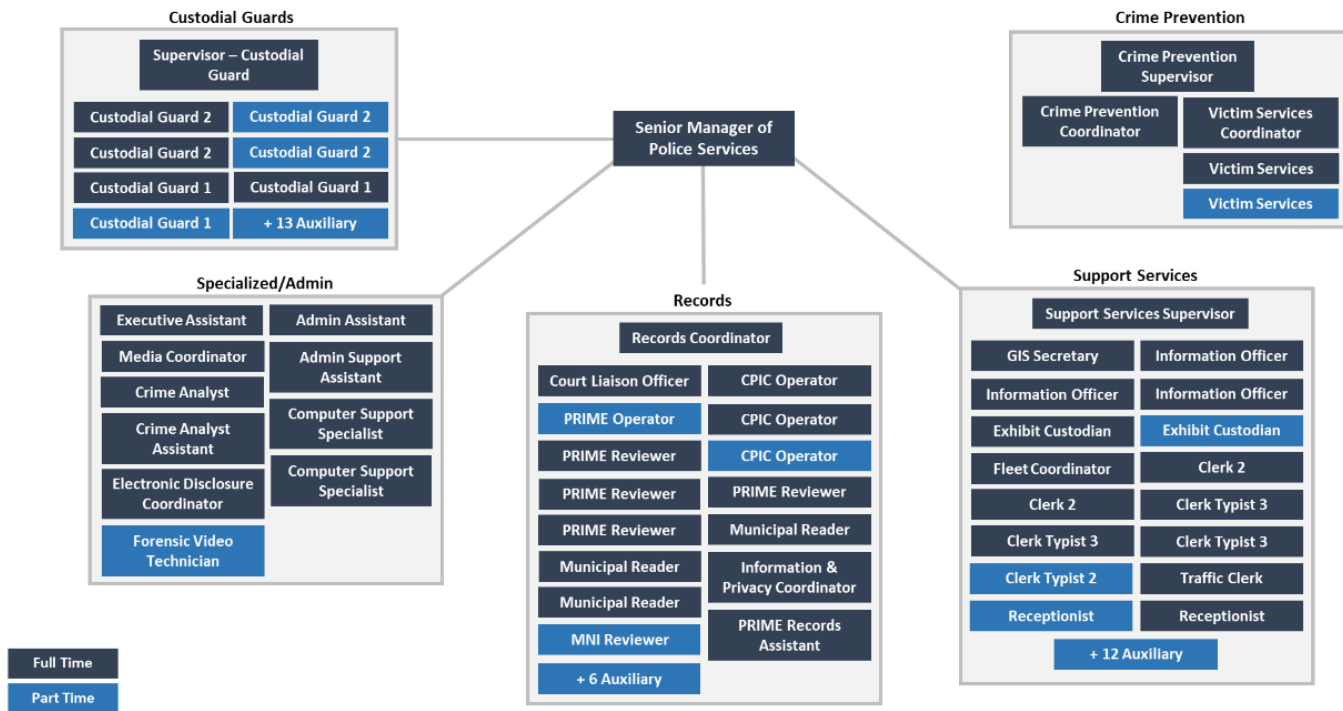 Custodial Guards
Supervisor – Custodial
Guard
Custodial Guard 2
Custodial Guard 2
Custodial Guard 2
Custodial Guard 2
Custodial Guard 1
Custodial Guard 1
Custodial Guard 1
+ 13 Auxiliary
Senior Manager of
Police Services
Crime Prevention
Crime Prevention
Supervisor
Crime Prevention
Coordinator
Victim Services
Coordinator
Victim Services
Victim Services
Specialized/Admin
Executive Assistant
Media Coordinator
Crime Analyst
Crime Analyst
Assistant
Electronic Disclosure
Coordinator
Forensic Video
Technician
Admin Assistant
Admin Support
Assistant
Computer Support
Specialist
Computer Support
Specialist
Records
Records Coordinator
Court Liaison Officer
PRIME Operator
PRIME Reviewer
PRIME Reviewer
PRIME Reviewer
Municipal Reader
Municipal Reader
MNI Reviewer
+ 6 Auxiliary
CPIC Operator
CPIC Operator
CPIC Operator
PRIME Reviewer
Municipal Reader
Information &
Privacy Coordinator
PRIME Records
Assistant
Support Services
Support Services Supervisor
GIS Secretary
Information Officer
Information Officer
Information Officer
Exhibit Custodian
Exhibit Custodian
Fleet Coordinator
Clerk 2
Clerk 2
Clerk Typist 3
Clerk Typist 3
Clerk Typist 3
Clerk Typist 2
Traffic Clerk
Receptionist
Receptionist
+ 12 Auxiliary
Full Time
Part Time